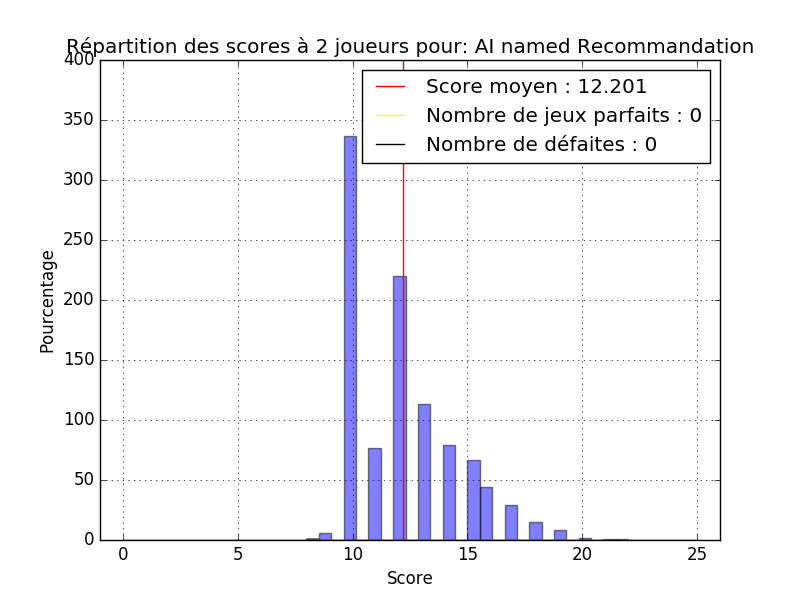 Répartition des scores à 2 joueurs pour: AI named Recommandation
Score moyen : 12.201
Nombre de jeux parfaits : 0
Nombre de défaites : 0
Pourcentage
400
350
300
250
200
150
100
50
0
0 5 10 15 20 25
Score